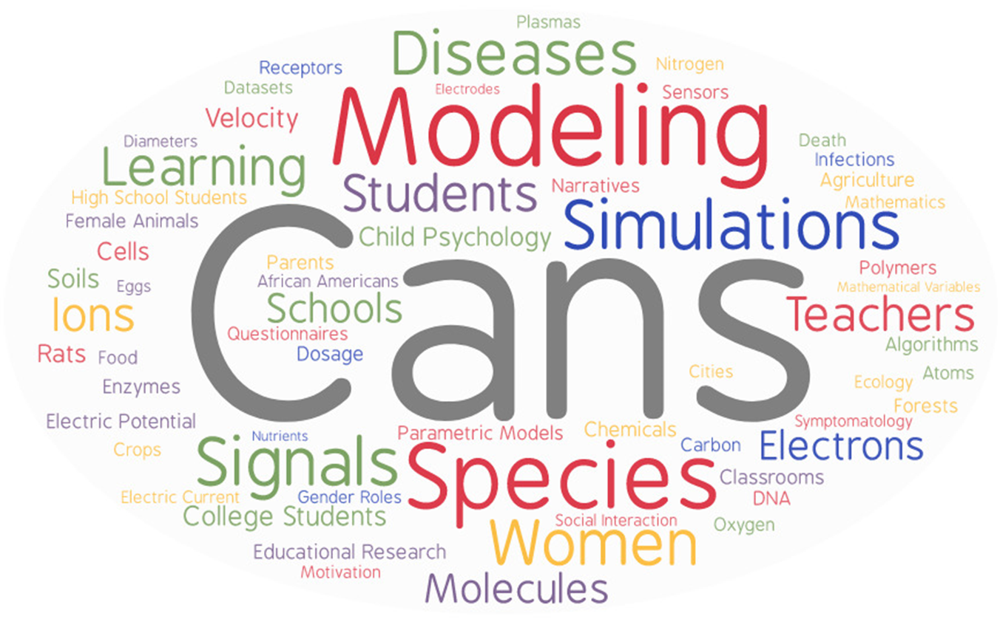 Plasmas
Diseases
Receptors
Nitrogen
Datasets
Electrodes
Sensors
Modeling
Velocity
Diameters
Death
Learning
Infections
Students
Narratives
Agriculture
High School Students
Mathematics
Female Animals
Simulations
Child Psychology
Cells
Parents
Polymers
Soils
Eggs
African Americans
Mathematical Variables
Cans
Ions
Schools
Teachers
Questionnaires
Algorithms
Rats
Food
Dosage
Cities
Atoms
Enzymes
Ecology
Forests
Electric Potential
Symptomatology
Nutrients
Parametric Models
Chemicals
Crops
Carbon
Electrons
Signals
Species
Classrooms
Electric Current
Gender Roles
DNA
College Students
Social Interaction
Oxygen
Women
Educational Research
Motivation
Molecules